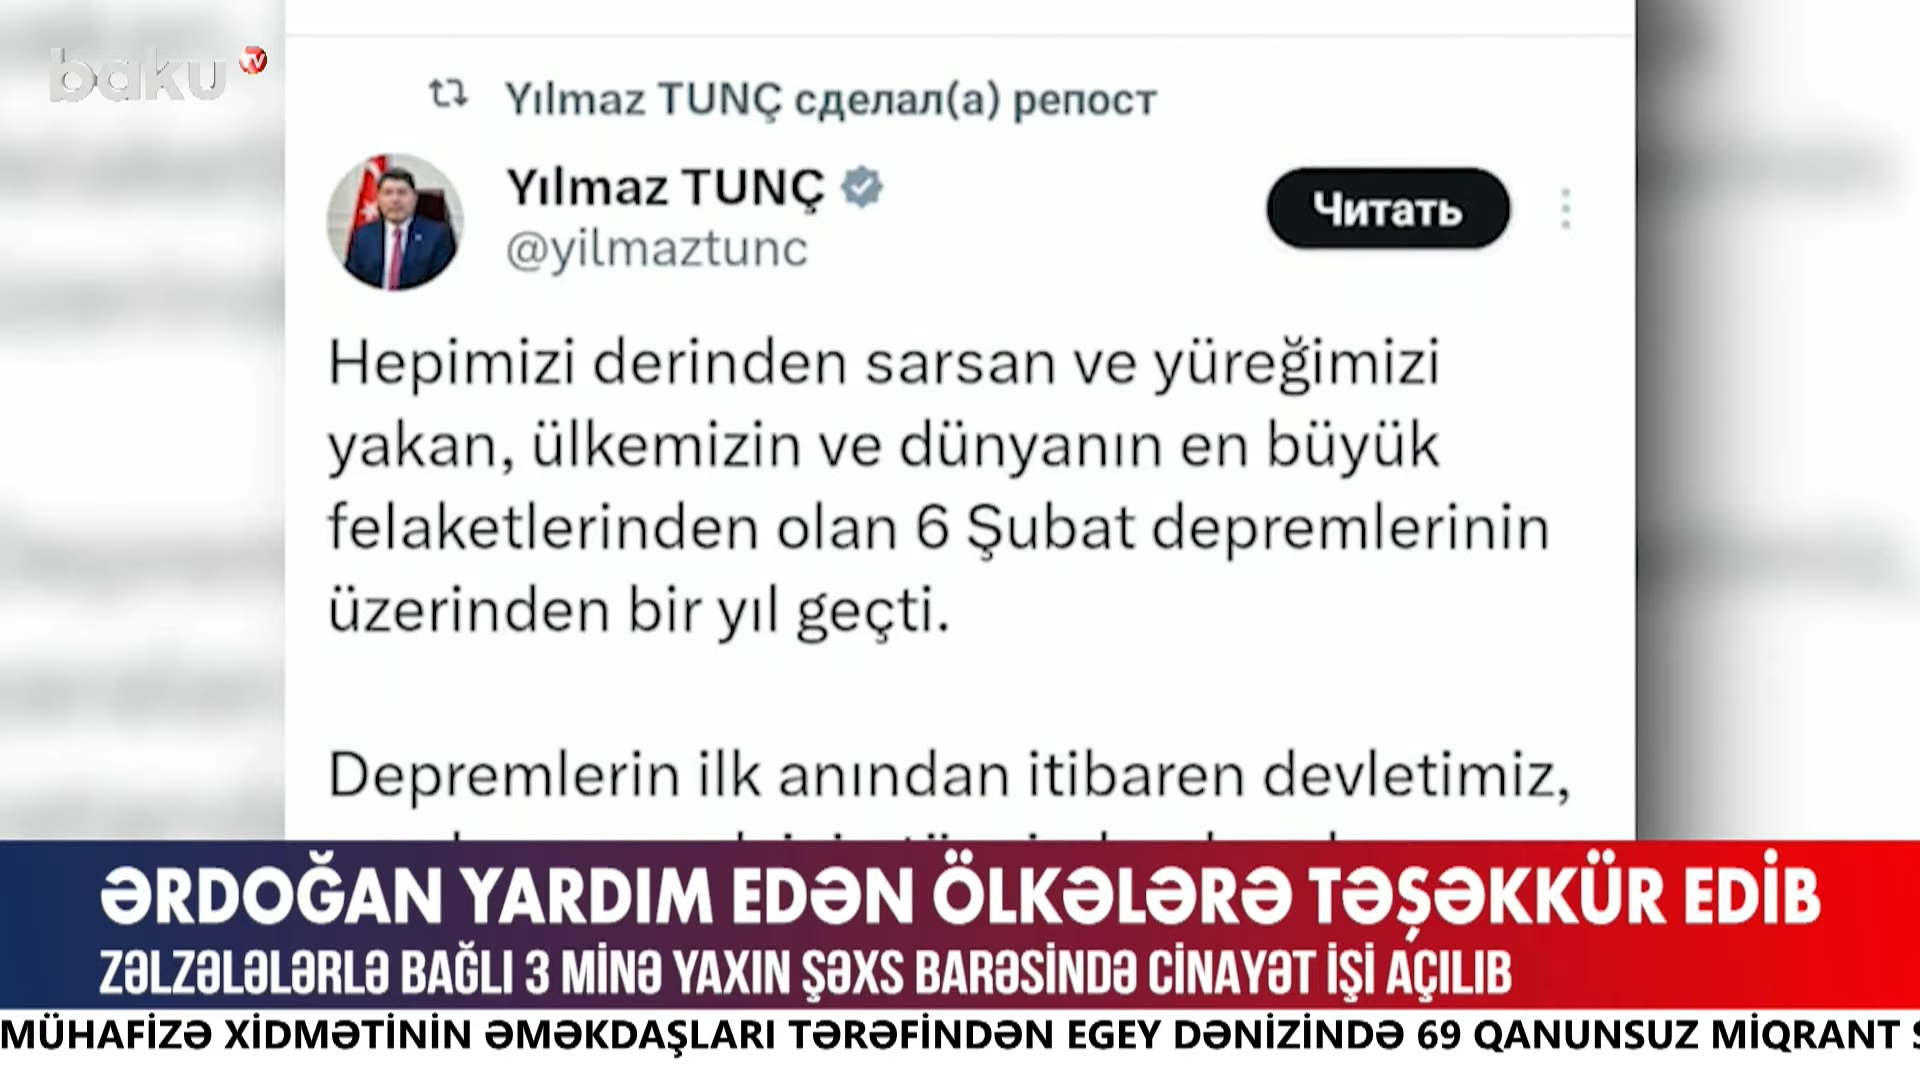 baku TV
Yılmaz TUNÇ сделал(а) репост
Yılmaz TUNÇ
@yilmaztunc
Читать
Hepimizi derinden sarsan ve yüreğimizi
yakan, ülkemizin ve dünyanın en büyük
felaketlerinden olan 6 Şubat depremlerinin
üzerinden bir yıl geçti.
Depremlerin ilk anından itibaren devletimiz,
ƏRDOĞAN YARDIM EDƏN ÖLKƏLƏRƏ TƏŞƏKKÜR EDİB
ZƏLZƏLƏLƏRLƏ BAĞLI 3 MİNƏ YAXIN ŞƏXS BARƏSİNDƏ CİNAYƏT İŞİ AÇILIB
MÜHAFİZƏ XİDMƏTİNİN ƏMƏKDAŞLARI TƏRƏFİNDƏN EGEY DƏNİZİNDƏ 69 QANUNSUZ MİQRANT